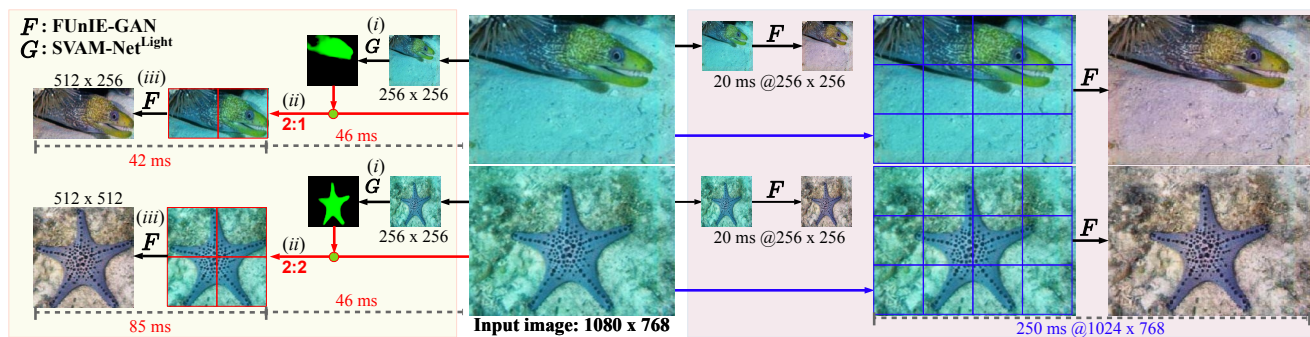 F: FUnIE-GAN
G: SVAM-Net^Light
(i)
G
256 x 256
(ii)
2:1
46 ms
512 x 256
(iii)
F
42 ms
(i)
G
256 x 256
(ii)
2:2
46 ms
512 x 512
(iii)
F
85 ms
Input image: 1080 x 768
F
20 ms @256 x 256
F
F
20 ms @256 x 256
F
250 ms @1024 x 768